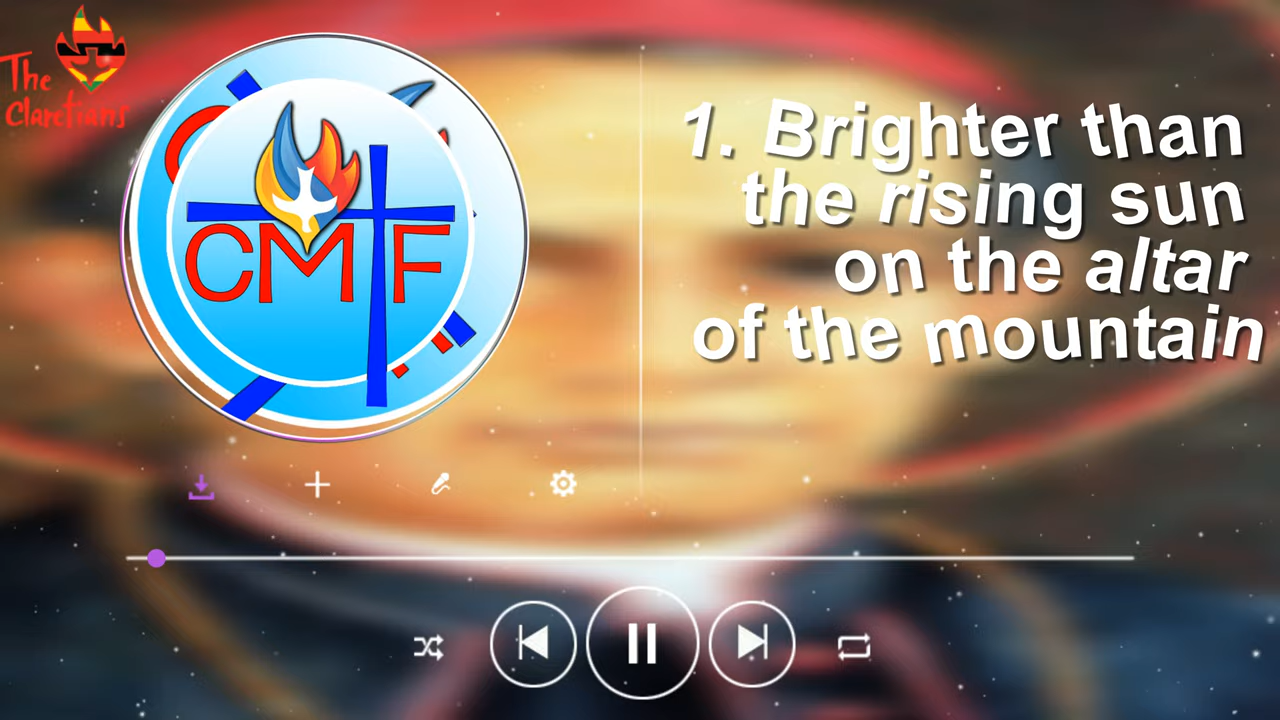 The
Claretians
CMF
1. Brighter than
the rising sun
on the altar
of the mountain